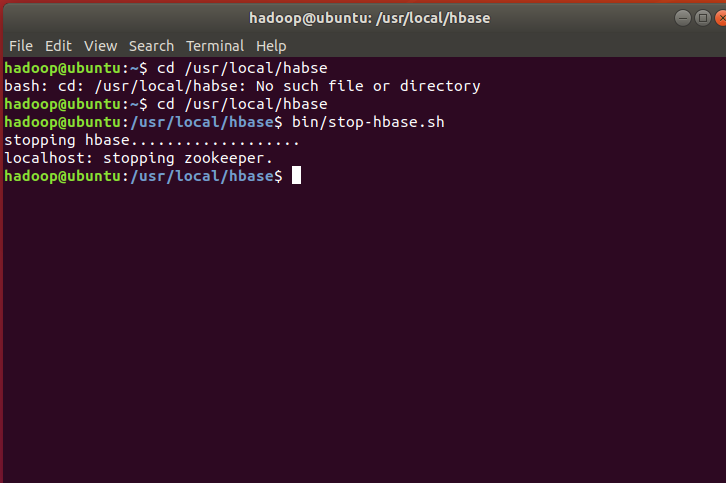 hadoop@ubuntu: /usr/local/hbase
File Edit View Search Terminal Help
hadoop@ubuntu:~$ cd /usr/local/habse
bash: cd: /usr/local/habse: No such file or directory
hadoop@ubuntu:~$ cd /usr/local/hbase
hadoop@ubuntu:/usr/local/hbase$ bin/stop-hbase.sh
stopping hbase...................
localhost: stopping zookeeper.
hadoop@ubuntu:/usr/local/hbase$